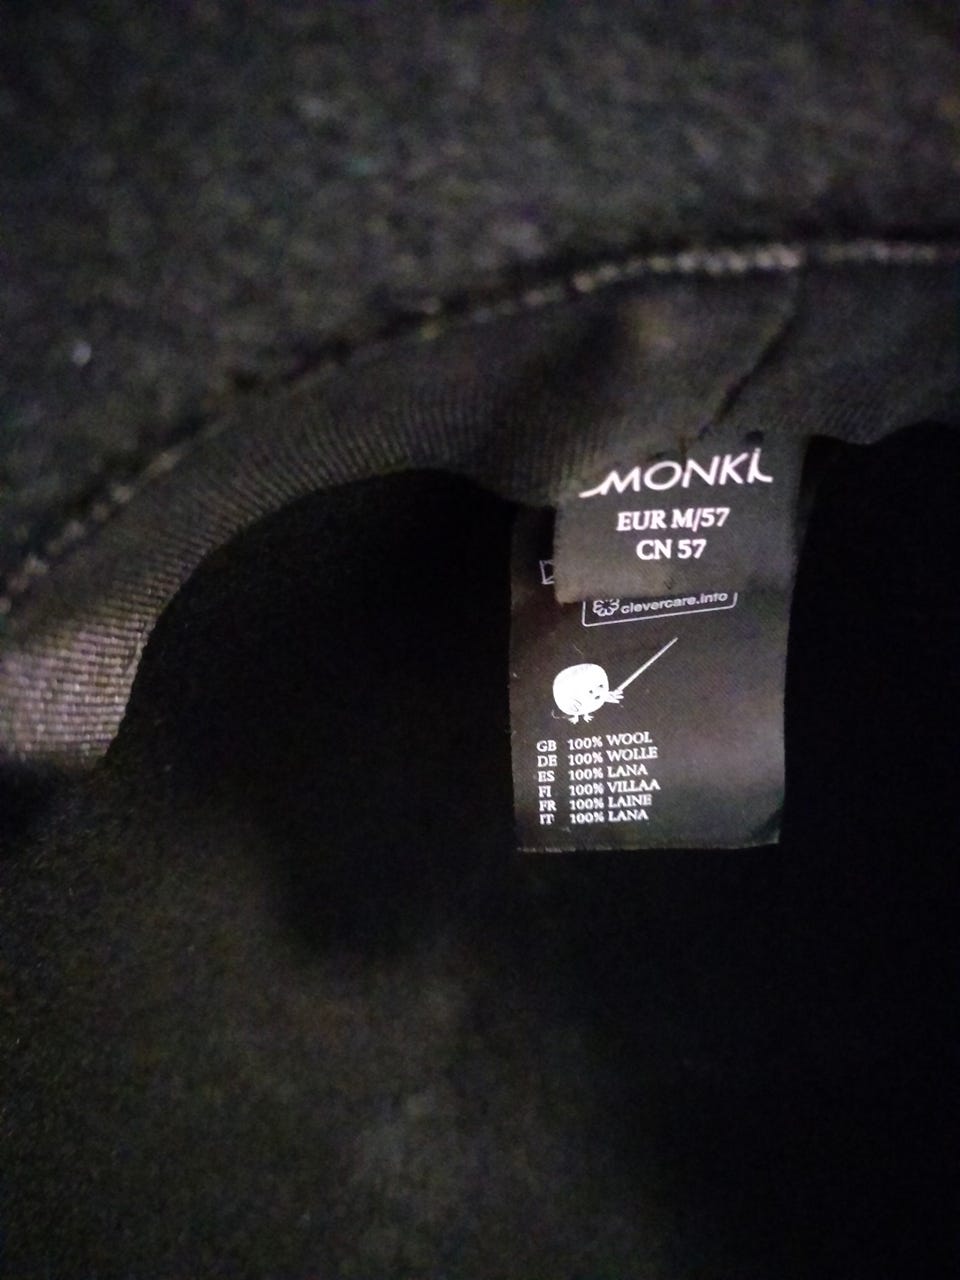 MONKI
EUR M/57
CN 57
clevercare.info
GB 100% WOOL
DE 100% WOLLE
ES 100% LANA
FI 100% VILLAA
FR 100% LAINE
IT 100% LANA